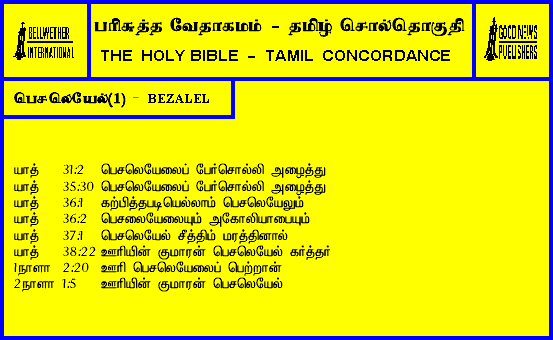 BELLWETHER
INTERNATIONAL
பரிசுத்த வேதாகமம் - தமிழ் சொல்தொகுதி
THE HOLY BIBLE - TAMIL CONCORDANCE
GOOD NEWS
PUBLISHERS
பெசலெயேல்(1) - BEZALEL
யாத் 31:2 பெசலெயேலைப் பேர்சொல்லி அழைத்து
யாத் 35:30 பெசலெயேலைப் பேர்சொல்லி அழைத்து
யாத் 36:1 கற்பித்தபடியெல்லாம் பெசலெயேலும்
யாத் 36:2 பெசலையேலையும் அகோலியாபையும்
யாத் 37:1 பெசலெயேல் சீத்திம் மரத்தினால்
யாத் 38:22 ஊரியின் குமாரன் பெசலெயேல் கர்த்தர்
1நாளா 2:20 ஊரி பெசலெயேலைப் பெற்றான்
2நாளா 1:5 ஊரியின் குமாரன் பெசலெயேல்